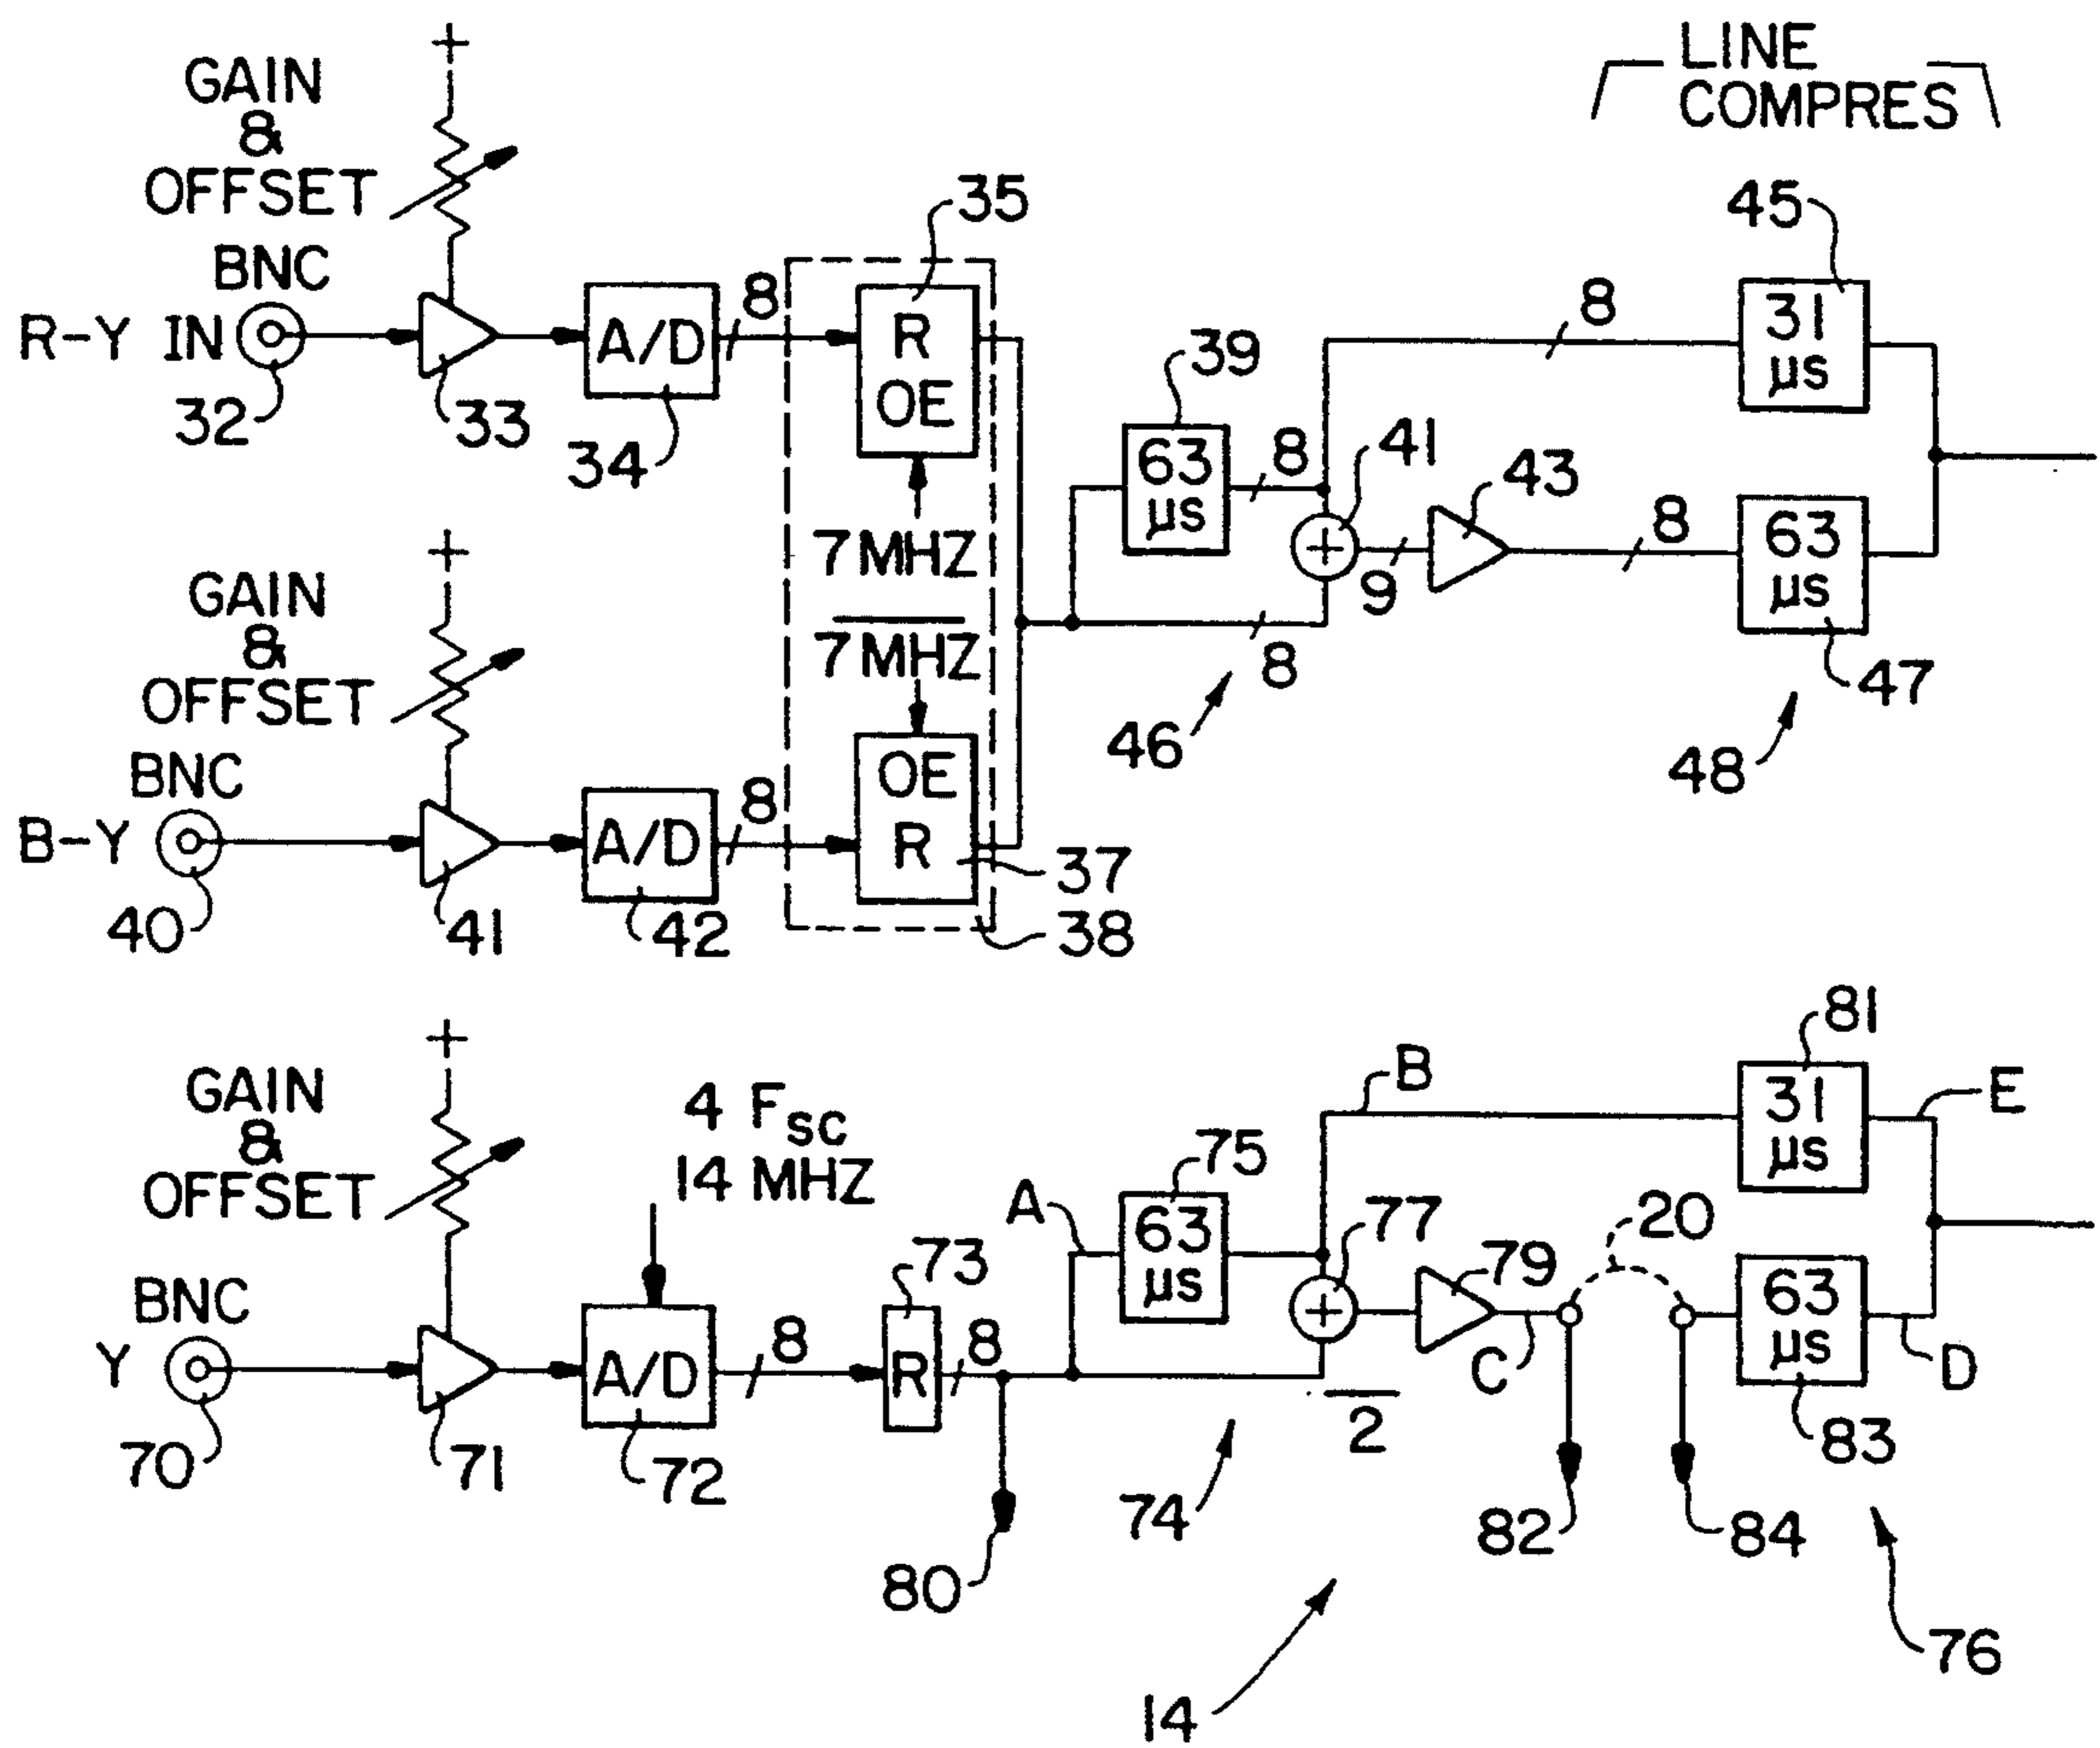 LINE
COMPRES
GAIN
&
OFFSET
BNC
R-Y IN
32
33
A/D
34
8
35
R
OE
7 MHZ
7 MHZ
OE
R
37
38
39
63
µs
8
8
41
9
43
8
8
45
31
µs
63
µs
47
46
48
GAIN
&
OFFSET
BNC
B-Y
40
41
A/D
42
8
GAIN
&
OFFSET
BNC
Y
70
71
4 FSC
14 MHZ
A/D
72
8
73
R
8
80
A
75
63
µs
B
77
79
2
C
20
82
84
81
31
µs
E
63
µs
D
83
74
76
14